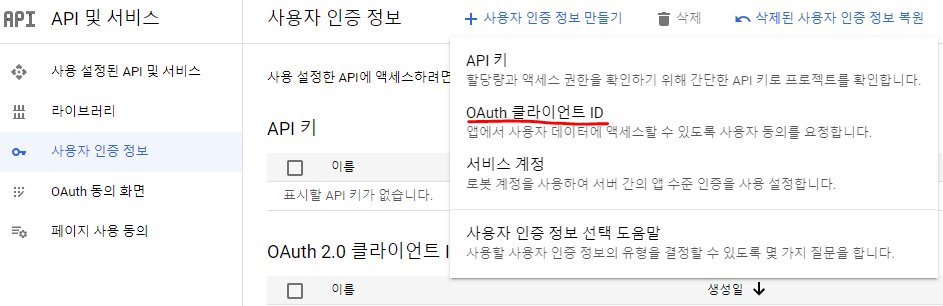 API API 및 서비스
사용 설정된 API 및 서비스
라이브러리
사용자 인증 정보
OAuth 동의 화면
페이지 사용 동의
사용자 인증 정보
사용자 인증 정보 만들기
삭제
삭제된 사용자 인증 정보 복원
사용 설정한 API에 액세스하려면
API 키
이름
표시할 API 키가 없습니다.
OAuth 2.0 클라이언트 I
이름
생성일
API 키
할당량과 액세스 권한을 확인하기 위해 간단한 API 키로 프로젝트를 확인합니다.
OAuth 클라이언트 ID
앱에서 사용자 데이터에 액세스할 수 있도록 사용자 동의를 요청합니다.
서비스 계정
로봇 계정을 사용하여 서버 간의 앱 수준 인증을 사용 설정합니다.
사용자 인증 정보 선택 도움말
사용할 사용자 인증 정보의 유형을 결정할 수 있도록 몇 가지 질문을 합니다.